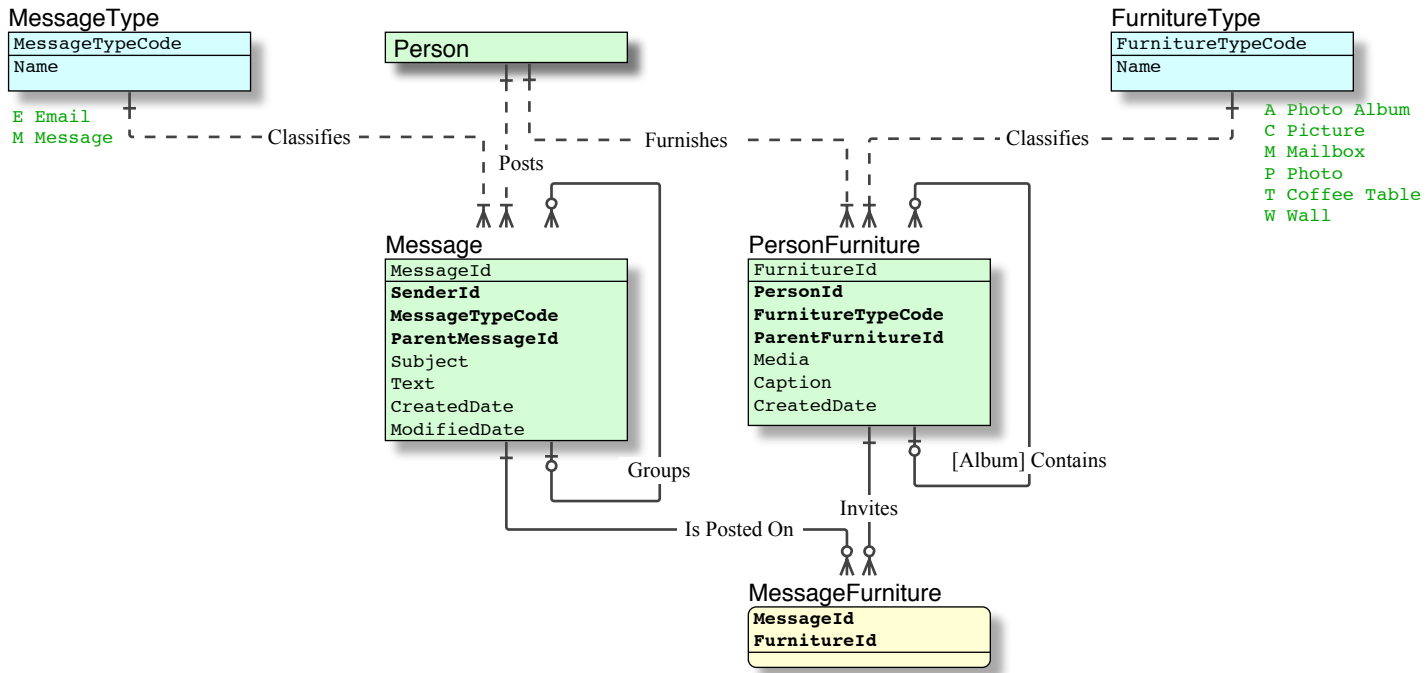 MessageType
MessageTypeCode
Name
E Email
M Message
Person
FurnitureType
FurnitureTypeCode
Name
A Photo Album
C Picture
M Mailbox
P Photo
T Coffee Table
W Wall
Classifies
Posts
Furnishes
Classifies
Message
MessageId
SenderId
MessageTypeCode
ParentMessageId
Subject
Text
CreatedDate
ModifiedDate
Groups
PersonFurniture
FurnitureId
PersonId
FurnitureTypeCode
ParentFurnitureId
Media
Caption
CreatedDate
[Album] Contains
Invites
Is Posted On
MessageFurniture
MessageId
FurnitureId